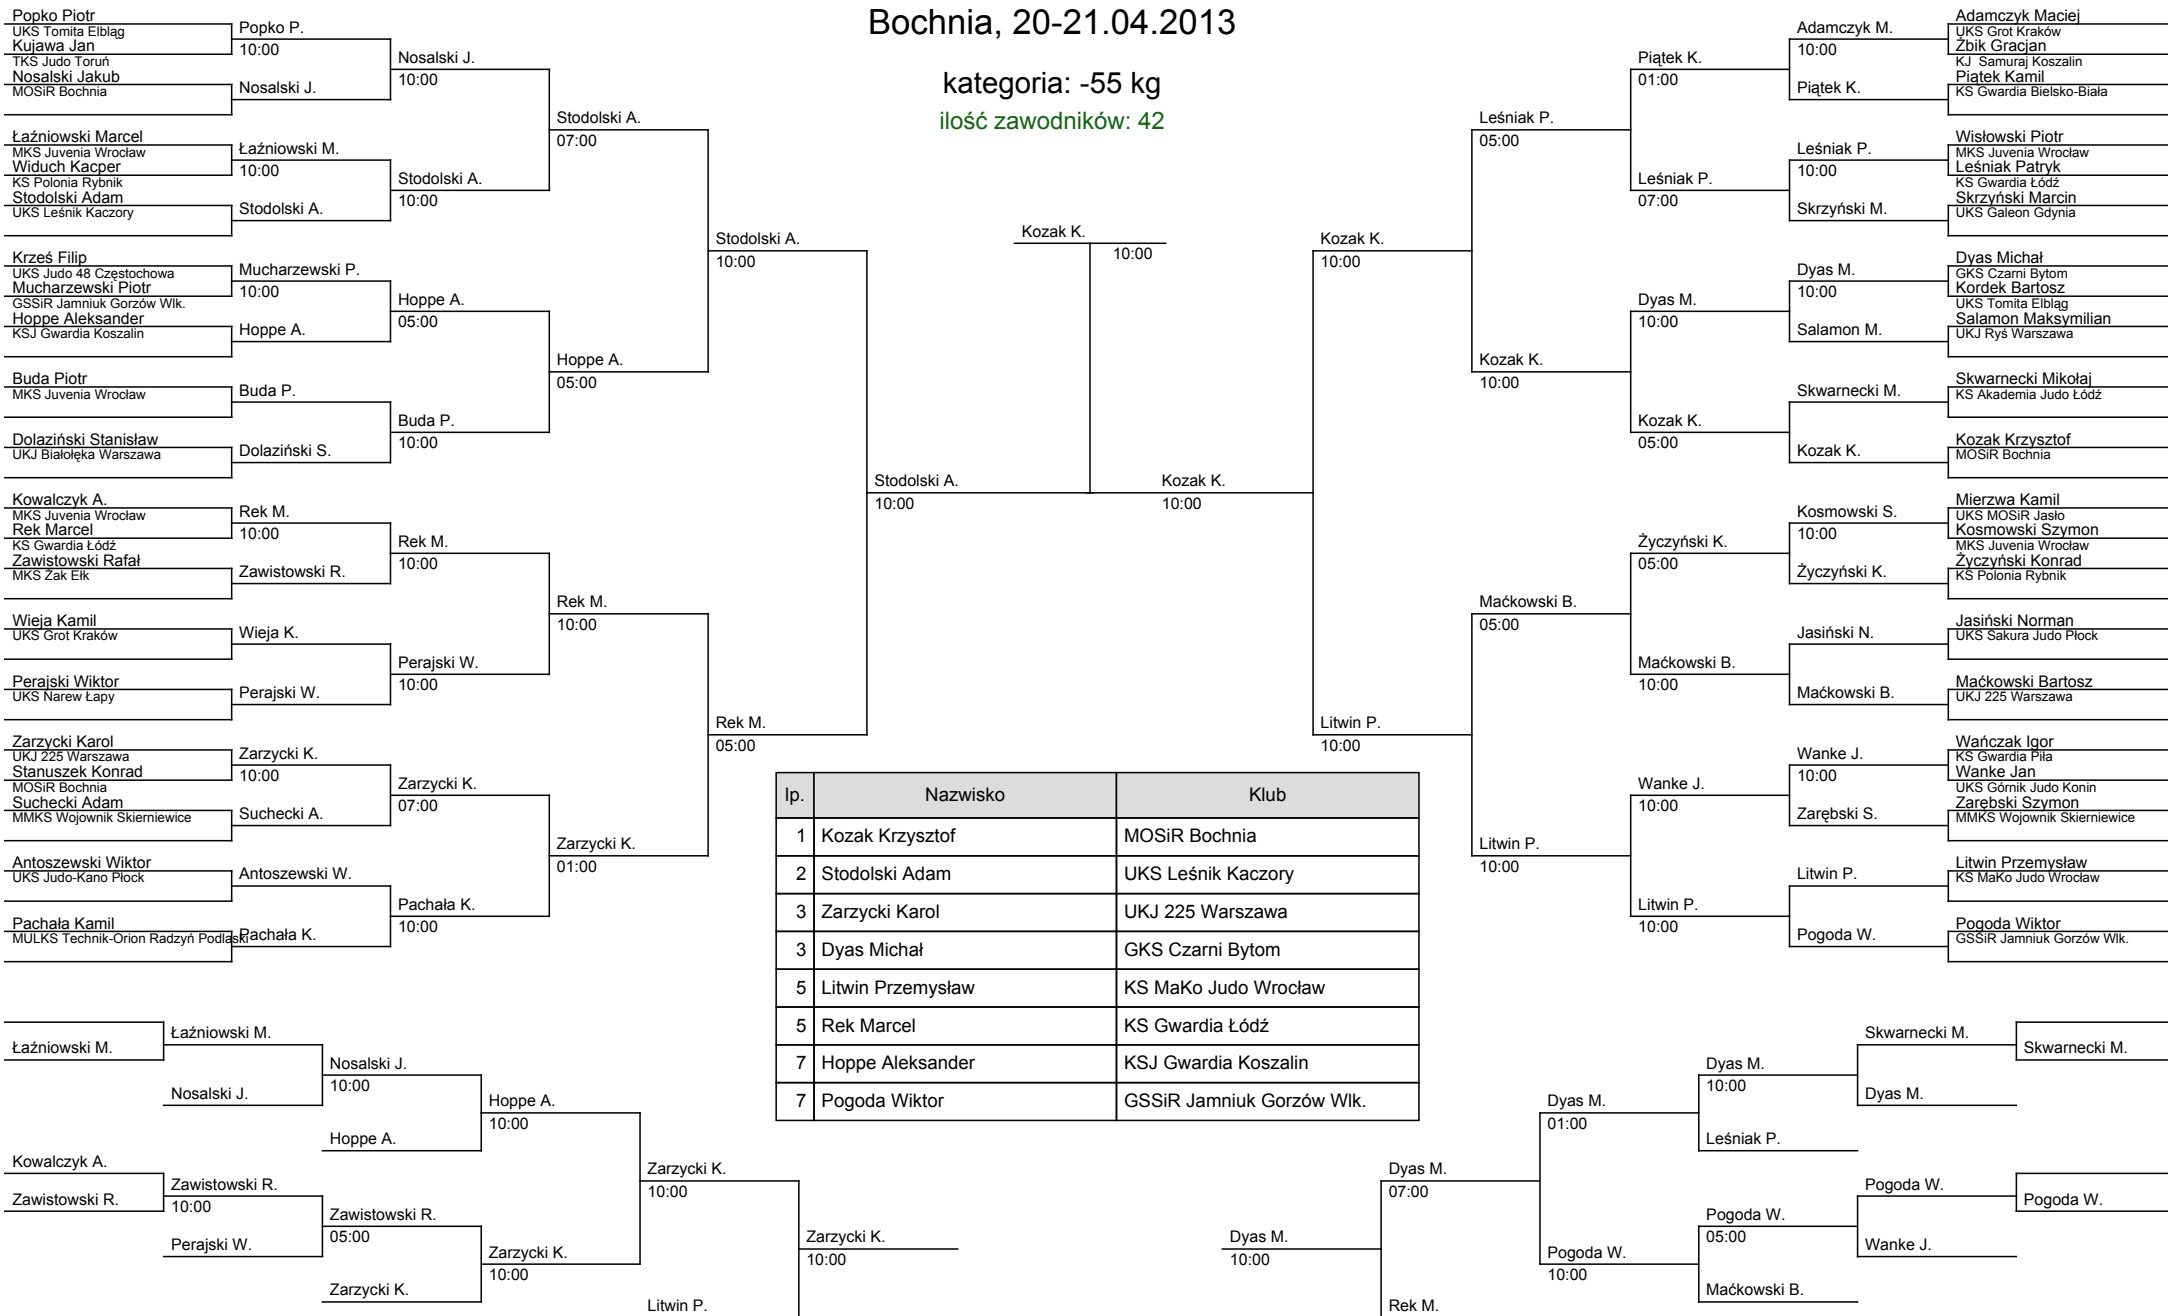 Bochnia, 20-21.04.2013
kategoria: -55 kg
ilość zawodników: 42
Popko Piotr
UKS Tomita Elbląg
Kujawa Jan
TKS Judo Toruń
Nosalski Jakub
MOSiR Bochnia
Łaźniowski Marcel
MKS Juvenia Wrocław
Widuch Kacper
KS Polonia Rybnik
Stodolski Adam
UKS Leśnik Kaczory
Krześ Filip
UKS Judo 48 Częstochowa
Mucharzewski Piotr
GSSiR Jamniuk Gorzów Wlk.
Hoppe Aleksander
KSJ Gwardia Koszalin
Buda Piotr
MKS Juvenia Wrocław
Dolaziński Stanisław
UKJ Białołęka Warszawa
Kowalczyk A.
MKS Juvenia Wrocław
Rek Marcel
KS Gwardia Łódź
Zawistowski Rafał
MKS Żak Ełk
Wieja Kamil
UKS Grot Kraków
Perajski Wiktor
UKS Narew Łapy
Zarzycki Karol
UKJ 225 Warszawa
Stanuszek Konrad
MOSiR Bochnia
Suchecki Adam
MMKS Wojownik Skierniewice
Antoszewski Wiktor
UKS Judo-Kano Płock
Pachała Kamil
MULKS Technik-Orion Radzyń Podlaski
Popko P.
10:00
Nosalski J.
Łaźniowski M.
10:00
Stodolski A.
Mucharzewski P.
10:00
Hoppe A.
Buda P.
Dolaziński S.
Rek M.
10:00
Zawistowski R.
Wieja K.
Perajski W.
Zarzycki K.
10:00
Suchecki A.
Antoszewski W.
Pachała K.
Nosalski J.
10:00
Stodolski A.
10:00
Hoppe A.
05:00
Buda P.
10:00
Rek M.
10:00
Perajski W.
10:00
Zarzycki K.
07:00
Pachała K.
10:00
Stodolski A.
07:00
Hoppe A.
05:00
Rek M.
10:00
Zarzycki K.
01:00
Stodolski A.
10:00
Rek M.
05:00
Stodolski A.
10:00
Kozak K.
10:00
Kozak K.
10:00
Kozak K.
10:00
Litwin P.
10:00
Leśniak P.
05:00
Kozak K.
10:00
Maćkowski B.
05:00
Litwin P.
10:00
Piątek K.
01:00
Leśniak P.
07:00
Dyas M.
10:00
Kozak K.
05:00
Życzyński K.
05:00
Maćkowski B.
10:00
Wanke J.
10:00
Litwin P.
10:00
Adamczyk M.
10:00
Piątek K.
Leśniak P.
10:00
Skrzyński M.
Dyas M.
10:00
Salamon M.
Skwarnecki M.
Kozak K.
Kosmowski S.
10:00
Życzyński K.
Jasiński N.
Maćkowski B.
Wanke J.
10:00
Zarębski S.
Litwin P.
Pogoda W.
Adamczyk Maciej
UKS Grot Kraków
Żbik Gracjan
KJ Samuraj Koszalin
Piątek Kamil
KS Gwardia Bielsko-Biała
Wisłowski Piotr
MKS Juvenia Wrocław
Leśniak Patryk
KS Gwardia Łódź
Skrzyński Marcin
UKS Galeon Gdynia
Dyas Michał
GKS Czarni Bytom
Kordek Bartosz
UKS Tomita Elbląg
Salamon Maksymilian
UKJ Ryś Warszawa
Skwarnecki Mikołaj
KS Akademia Judo Łódź
Kozak Krzysztof
MOSiR Bochnia
Mierzwa Kamil
UKS MOSiR Jasło
Kosmowski Szymon
MKS Juvenia Wrocław
Życzyński Konrad
KS Polonia Rybnik
Jasiński Norman
UKS Sakura Judo Płock
Maćkowski Bartosz
UKJ 225 Warszawa
Wańczak Igor
KS Gwardia Piła
Wanke Jan
UKS Górnik Judo Konin
Zarębski Szymon
MMKS Wojownik Skierniewice
Litwin Przemysław
KS MaKo Judo Wrocław
Pogoda Wiktor
GSSiR Jamniuk Gorzów Wlk.
lp. Nazwisko Klub
1 Kozak Krzysztof MOSiR Bochnia
2 Stodolski Adam UKS Leśnik Kaczory
3 Zarzycki Karol UKJ 225 Warszawa
3 Dyas Michał GKS Czarni Bytom
5 Litwin Przemysław KS MaKo Judo Wrocław
5 Rek Marcel KS Gwardia Łódź
7 Hoppe Aleksander KSJ Gwardia Koszalin
7 Pogoda Wiktor GSSiR Jamniuk Gorzów Wlk.
Łaźniowski M.
Kowalczyk A.
Zawistowski R.
Łaźniowski M.
Nosalski J.
Zawistowski R.
10:00
Perajski W.
Nosalski J.
10:00
Hoppe A.
Zawistowski R.
05:00
Zarzycki K.
Hoppe A.
10:00
Zarzycki K.
10:00
Zarzycki K.
10:00
Litwin P.
Zarzycki K.
10:00
Dyas M.
10:00
Dyas M.
07:00
Rek M.
Dyas M.
01:00
Pogoda W.
10:00
Dyas M.
10:00
Leśniak P.
Pogoda W.
05:00
Maćkowski B.
Skwarnecki M.
Dyas M.
Pogoda W.
Wanke J.
Skwarnecki M.
Pogoda W.